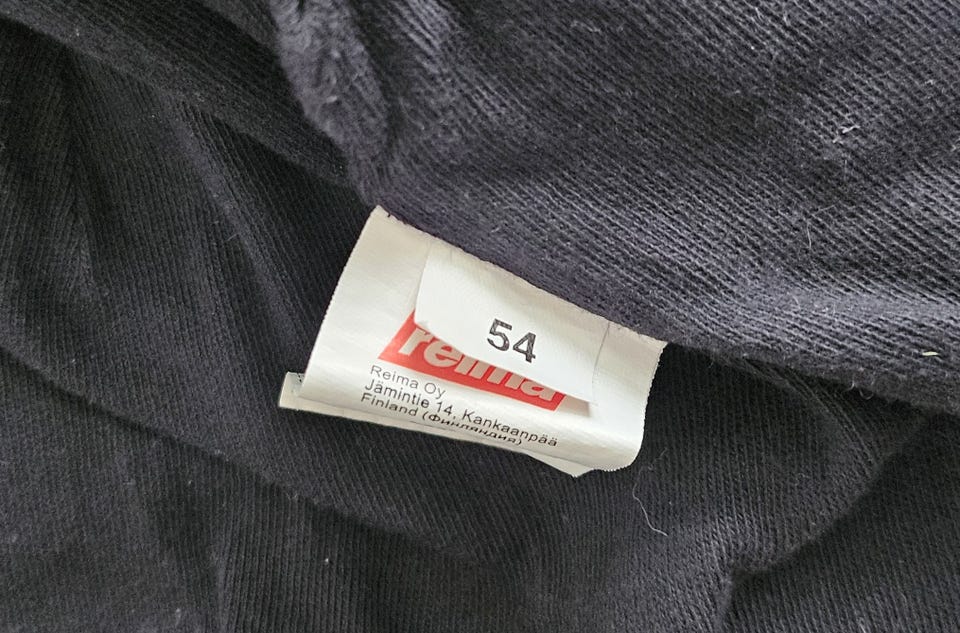 54
reima
Reima Oy
Jämintie 14, Kankaanpää
Finland (Финляндия)